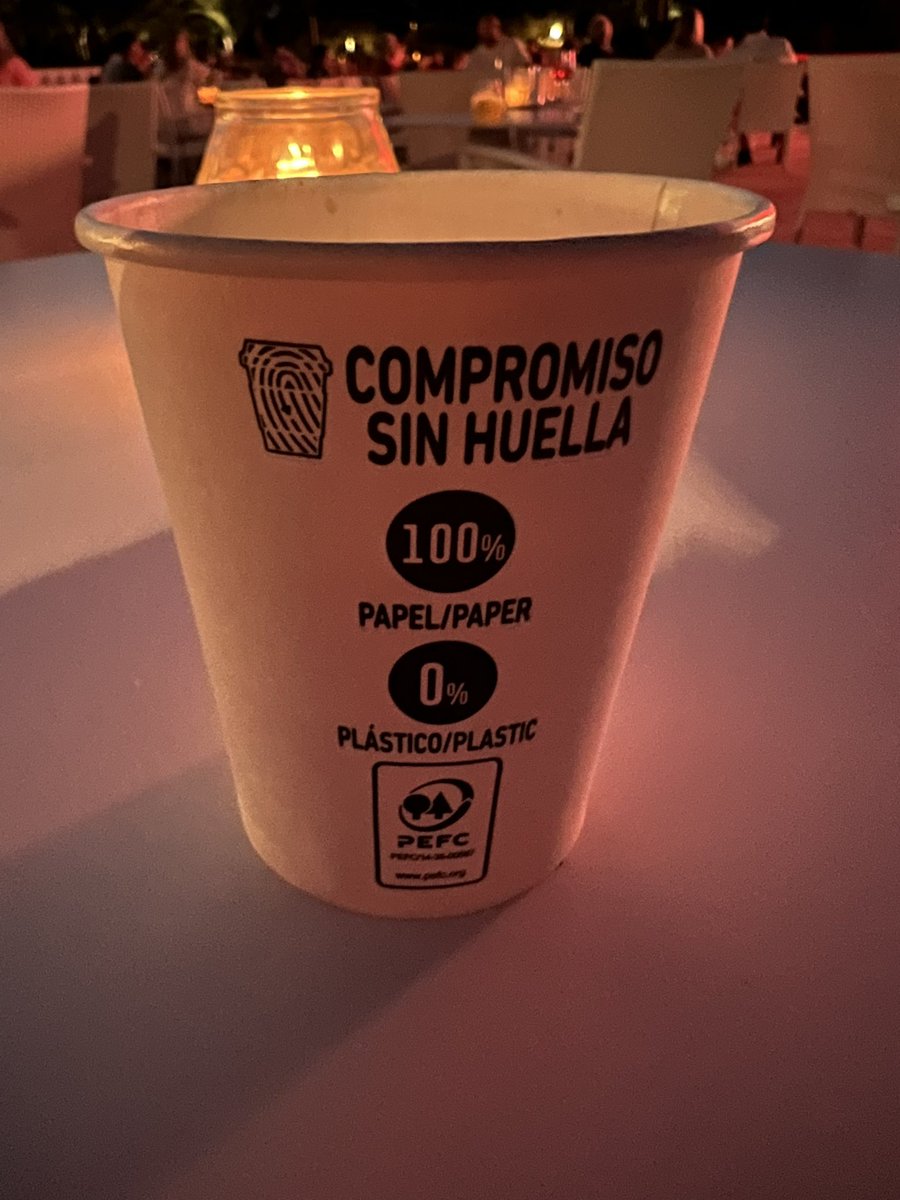 COMPROMISO
SIN HUELLA
100%
PAPEL/PAPER
0%
PLÁSTICO/PLASTIC
PEFC
www.pefc.org